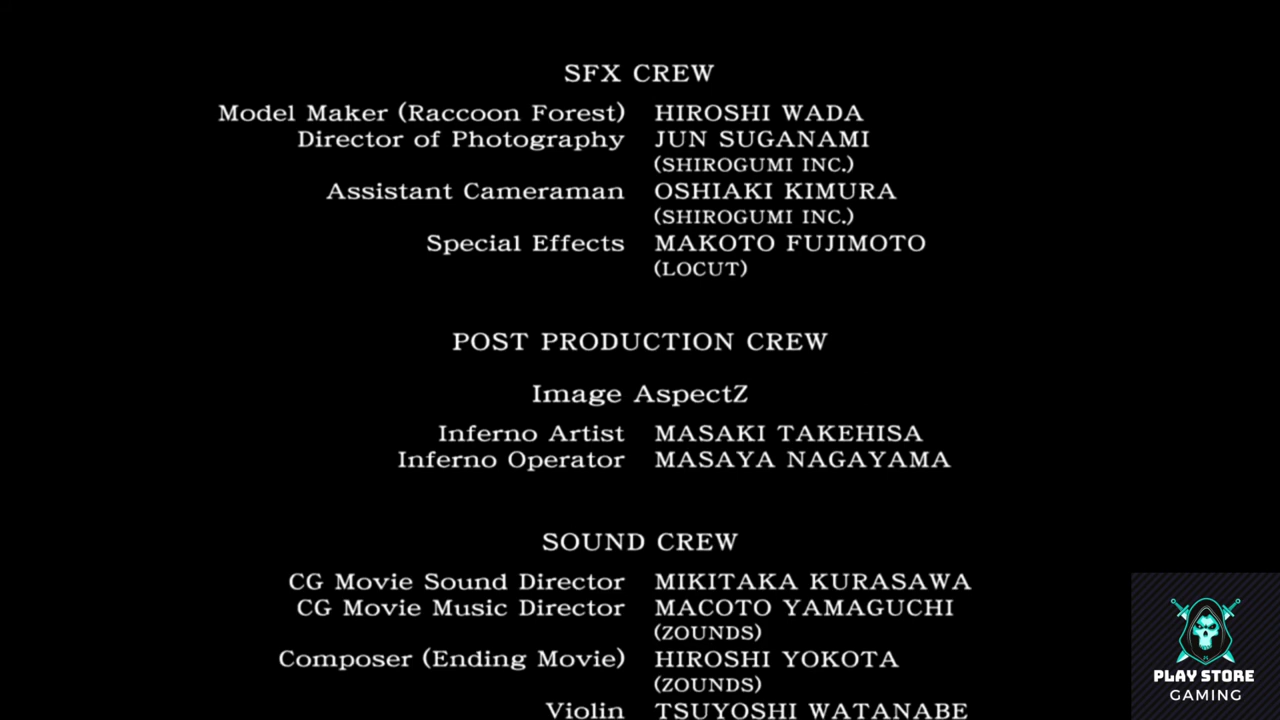 SFX CREW
Model Maker (Raccoon Forest) HIROSHI WADA
Director of Photography JUN SUGANAMI
(SHIROGUMI INC.)
Assistant Cameraman OSHIAKI KIMURA
(SHIROGUMI INC.)
Special Effects MAKOTO FUJIMOTO
(LOCUT)
POST PRODUCTION CREW
Image AspectZ
Inferno Artist MASAKI TAKEHISA
Inferno Operator MASAYA NAGAYAMA
SOUND CREW
CG Movie Sound Director MIKITAKA KURASAWA
CG Movie Music Director MACOTO YAMAGUCHI
(ZOUNDS)
Composer (Ending Movie) HIROSHI YOKOTA
(ZOUNDS)
Violin TSUYOSHI WATANABE
PLAY STORE
GAMING